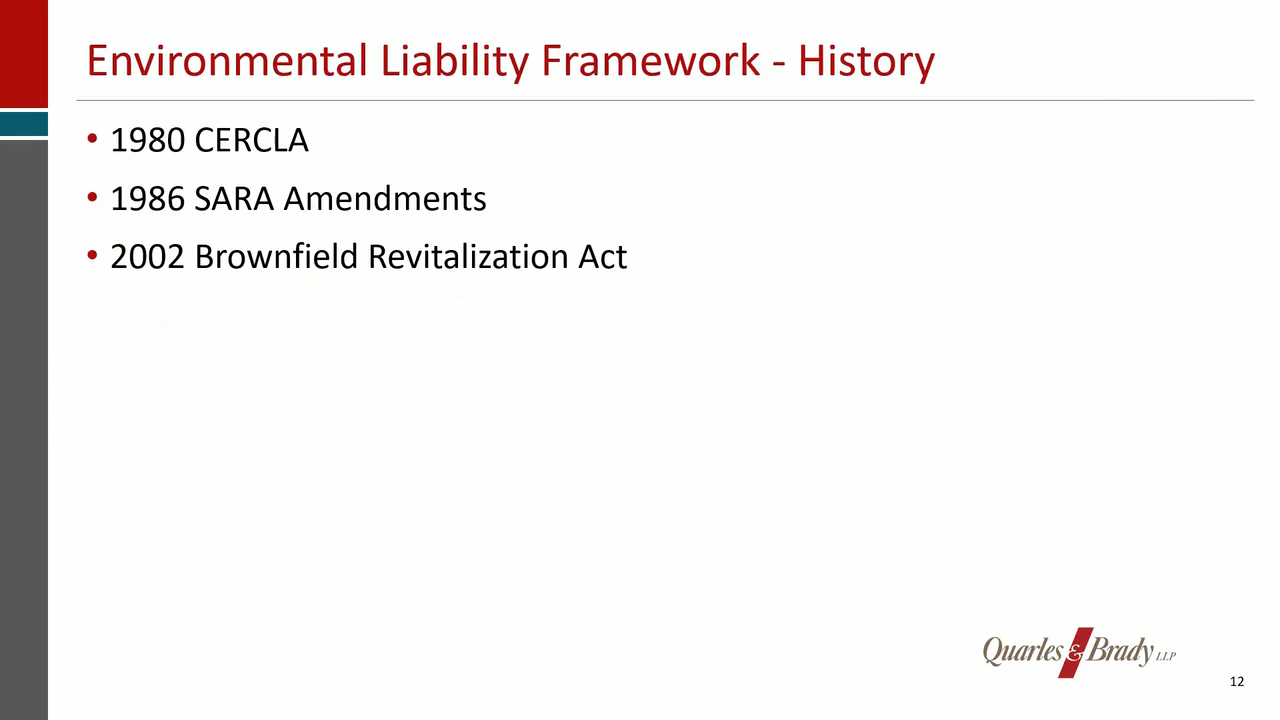 Environmental Liability Framework - History
• 1980 CERCLA
• 1986 SARA Amendments
• 2002 Brownfield Revitalization Act
Quarles & Brady LLP
12